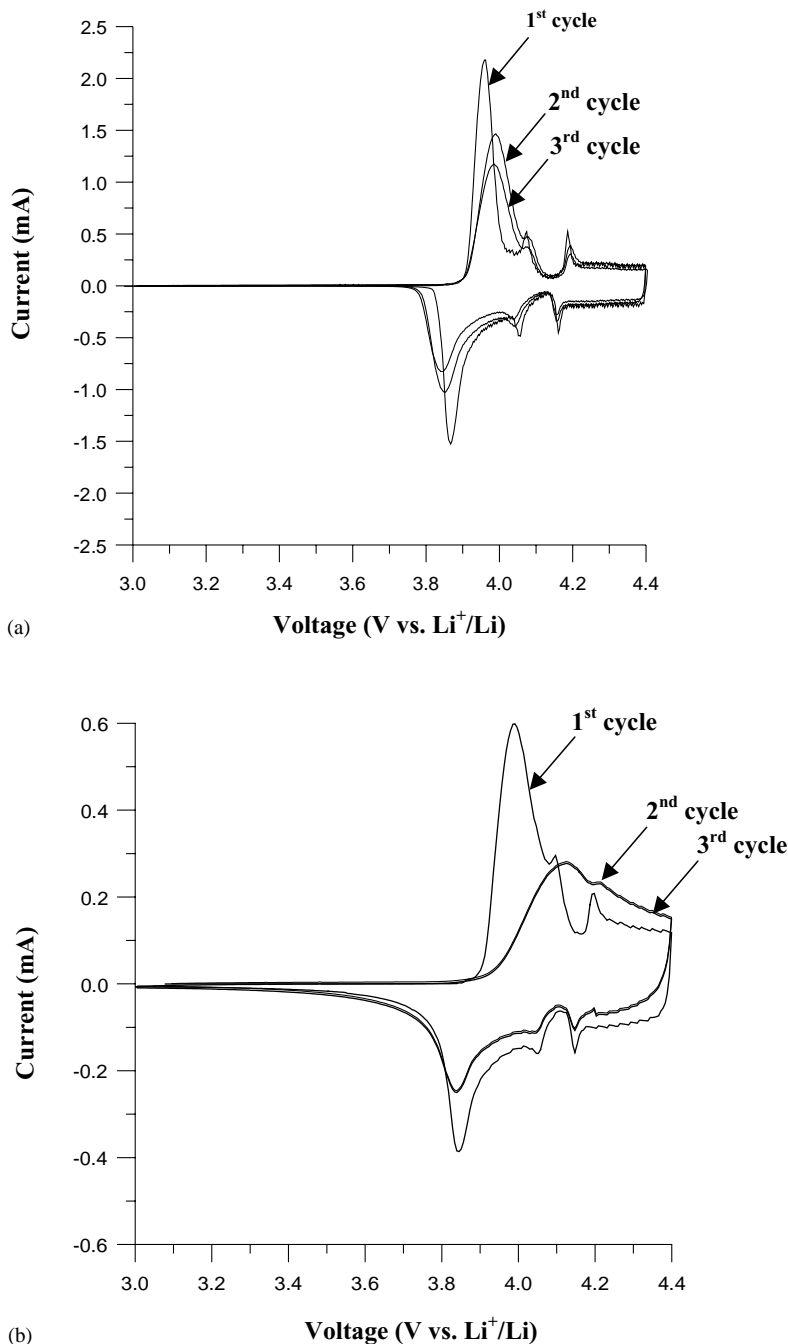 1st cycle
2nd cycle
3rd cycle
2.5
2.0
1.5
1.0
0.5
0.0
-0.5
-1.0
-1.5
-2.0
-2.5
Current (mA)
3.0 3.2 3.4 3.6 3.8 4.0 4.2 4.4
(a)
Voltage (V vs. Li+/Li)
1st cycle
2nd cycle
3rd cycle
0.6
0.4
0.2
0.0
-0.2
-0.4
-0.6
Current (mA)
3.0 3.2 3.4 3.6 3.8 4.0 4.2 4.4
(b)
Voltage (V vs. Li+/Li)